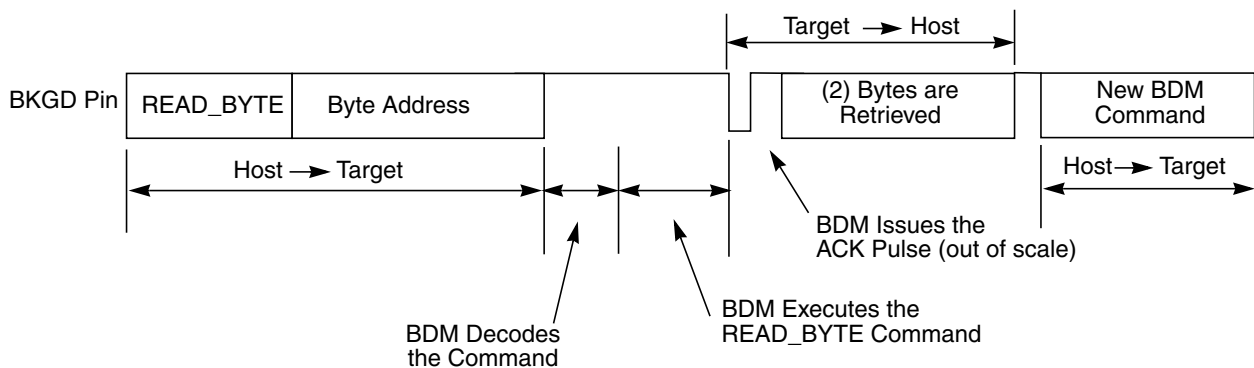 Target → Host
BKGD Pin
READ_BYTE
Byte Address
(2) Bytes are
Retrieved
New BDM
Command
Host → Target
Host → Target
BDM Issues the
ACK Pulse (out of scale)
BDM Decodes
the Command
BDM Executes the
READ_BYTE Command